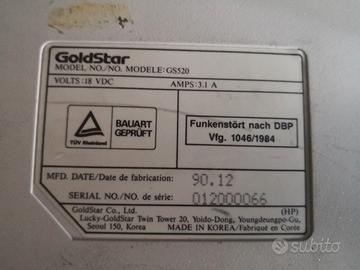 GoldStar
MODEL NO./NO. MODELE: GS520
VOLTS: 18 VDC AMPS: 3.1 A
TÜV Rheinland
BAUART
GEPRÜFT
Funkenstört nach DBP
Vfg. 1046/1984
MFD. DATE/Date de fabrication: 90.12
SERIAL NO./No de série: 012000066
GoldStar Co., Ltd. (HP)
Lucky-GoldStar Twin Tower 20, Yoido-Dong, Youngdeungpo-Gu,
Seoul 150, Korea MADE IN KOREA/Fabriqué en Corée
subito